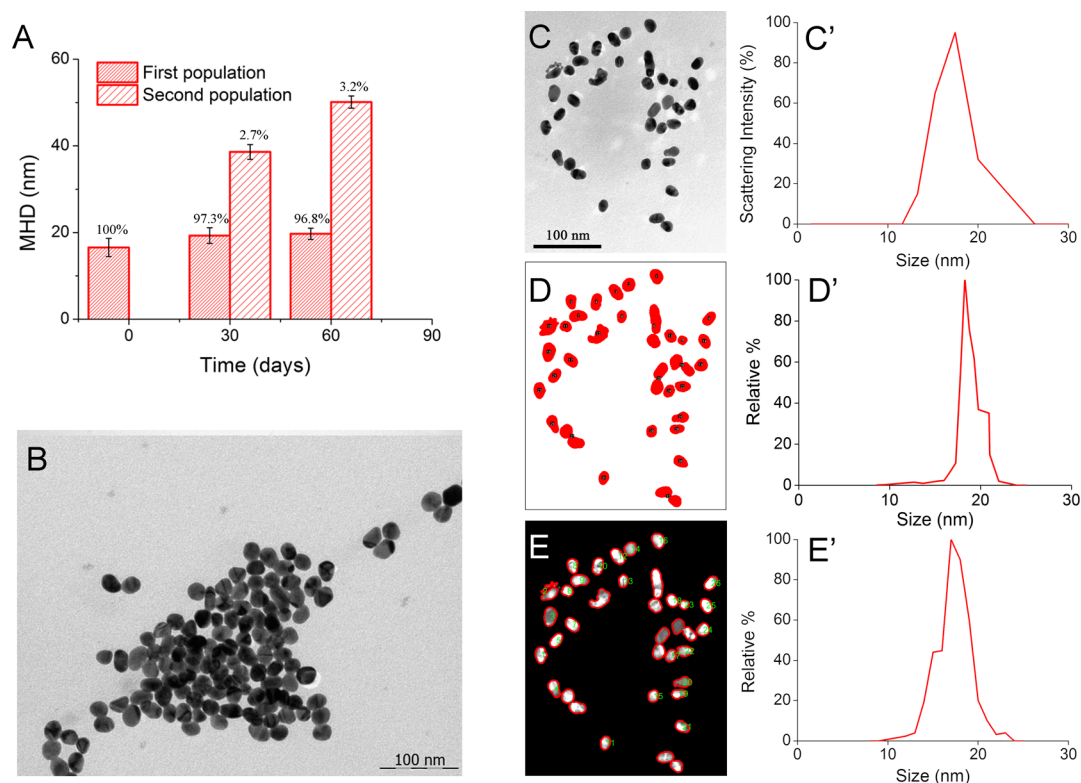 A
First population
Second population
MHD (nm)
60
40
20
0
100%
97.3%
2.7%
96.8%
3.2%
0
30
60
90
Time (days)
B
100 nm
C
100 nm
C'
Scattering Intensity (%)
100
80
60
40
20
0
0
10
20
30
Size (nm)
D
D'
Relative %
100
80
60
40
20
0
0
10
20
30
Size (nm)
E
E'
Relative %
100
80
60
40
20
0
0
10
20
30
Size (nm)